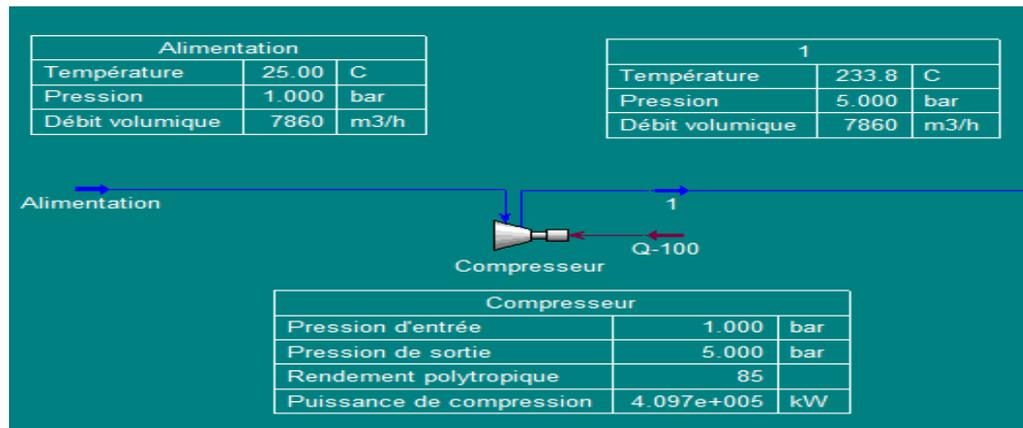 Alimentation
Température 25.00 C
Pression 1.000 bar
Débit volumique 7860 m3/h
1
Température 233.8 C
Pression 5.000 bar
Débit volumique 7860 m3/h
Alimentation
1
Q-100
Compresseur
Compresseur
Pression d'entrée 1.000 bar
Pression de sortie 5.000 bar
Rendement polytropique 85
Puissance de compression 4.097e+005 kW